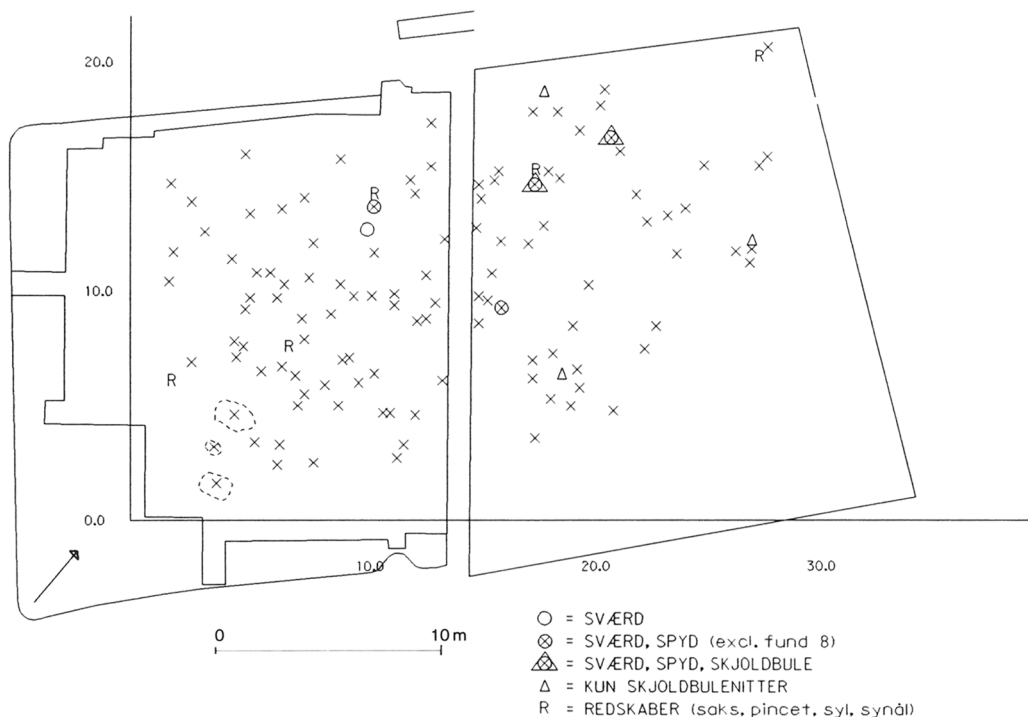 20.0
R
R
R
10.0
R
R
0.0
10.0
20.0
30.0
0
10 m
= SVÆRD
= SVÆRD, SPYD (excl. fund 8)
= SVÆRD, SPYD, SKJOLDBULE
= KUN SKJOLDBULENITTER
R = REDSKABER (saks, pincet, syl, synål)